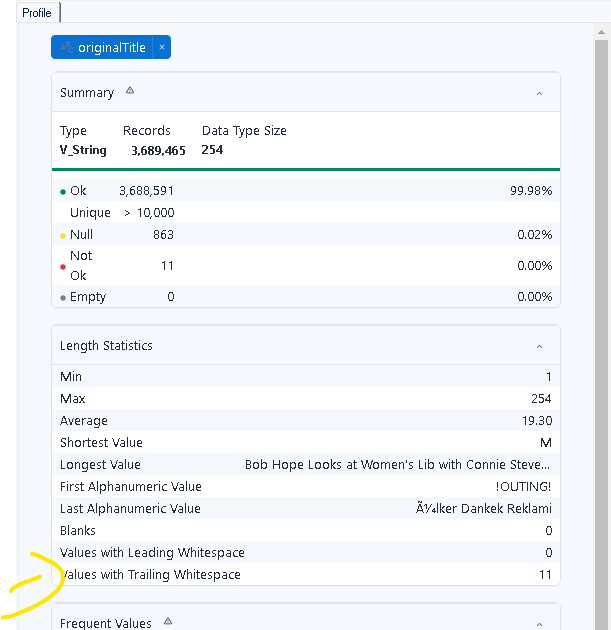 Profile
originalTitle ×
Summary
Type Records Data Type Size
V_String 3,689,465 254
Ok 3,688,591 99.98%
Unique > 10,000
Null 863 0.02%
Not
Ok 11 0.00%
Empty 0 0.00%
Length Statistics
Min 1
Max 254
Average 19.30
Shortest Value M
Longest Value Bob Hope Looks at Women's Lib with Connie Steve...
First Alphanumeric Value !OUTING!
Last Alphanumeric Value Ã¼lker Dankek Reklami
Blanks 0
Values with Leading Whitespace 0
Values with Trailing Whitespace 11
Frequent Values